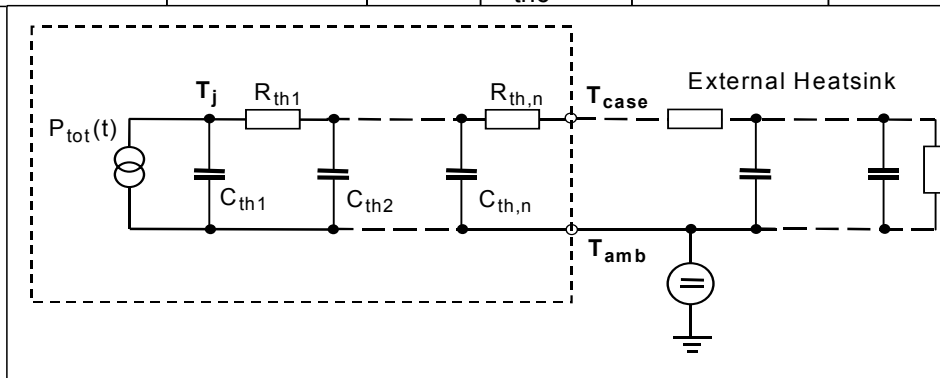 External Heatsink
T_j R_th1 R_th,n T_case
P_tot(t)
C_th1 C_th2 C_th,n
T_amb